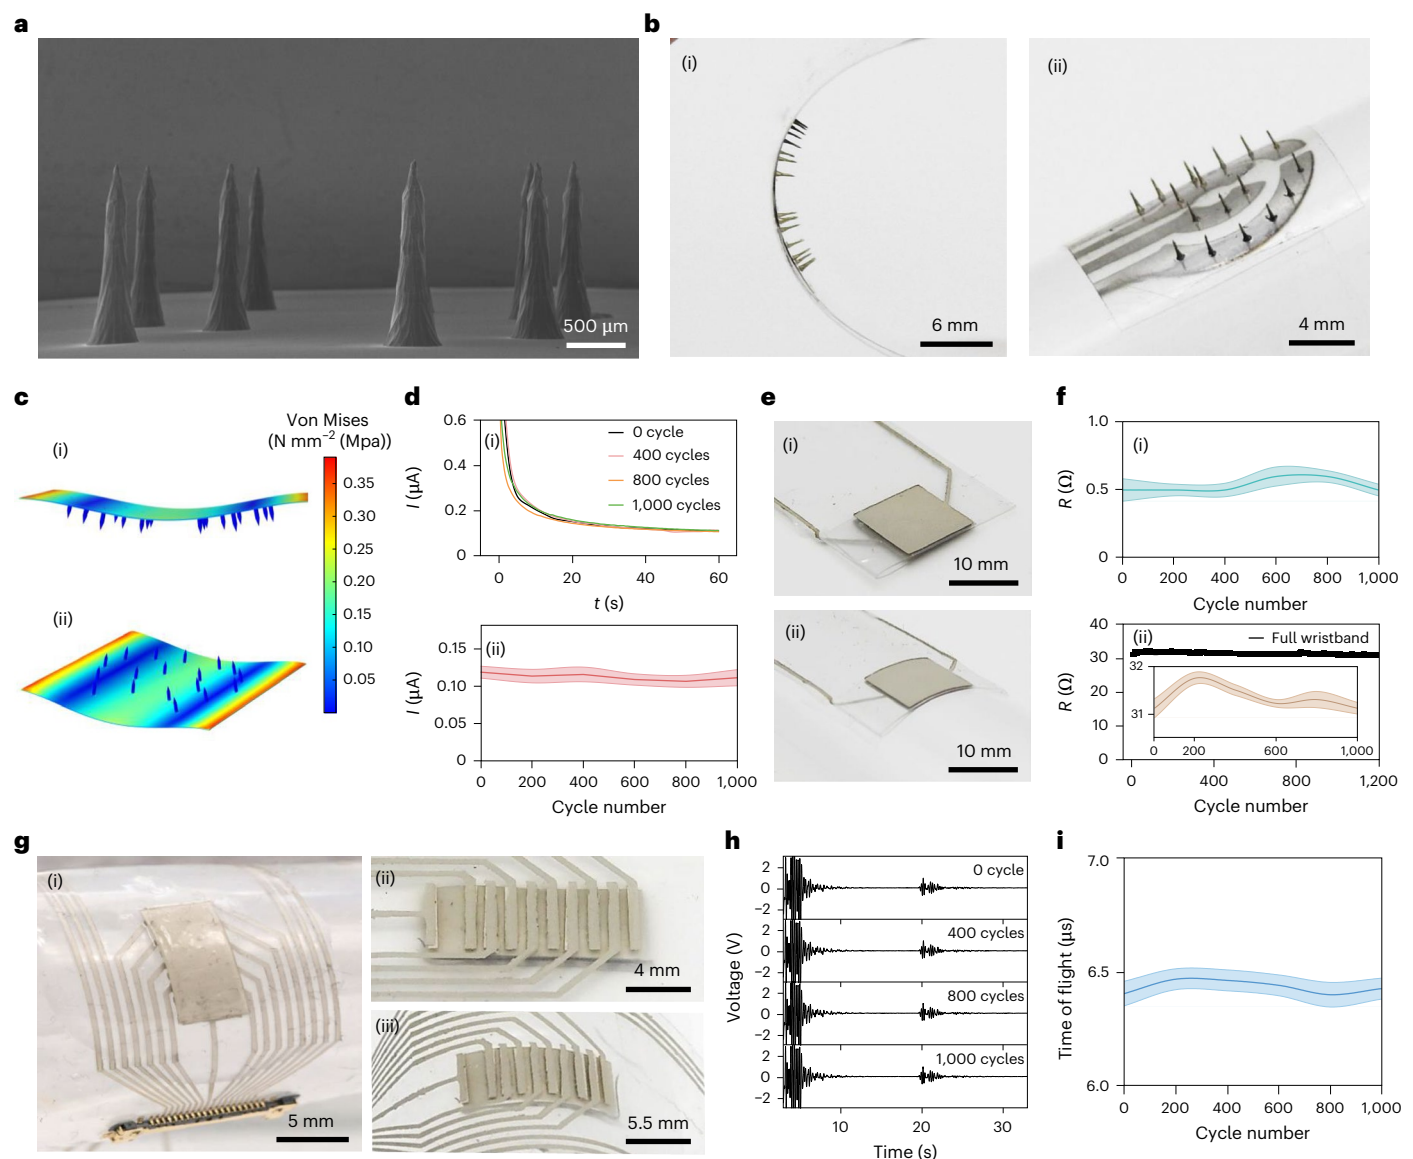 a
500 µm
b
(i)
6 mm
(ii)
4 mm
c
Von Mises
(N mm⁻² (Mpa))
(i)
(ii)
0.35
0.30
0.25
0.20
0.15
0.10
0.05
d
(i)
0 cycle
400 cycles
800 cycles
1,000 cycles
I (µA)
0.6
0.4
0.2
0
0 20 40 60
t (s)
(ii)
I (µA)
0.15
0.10
0.05
0
0 200 400 600 800 1,000
Cycle number
e
(i)
10 mm
(ii)
10 mm
f
(i)
R (Ω)
1.0
0.5
0
0 200 400 600 800 1,000
Cycle number
(ii)
Full wristband
R (Ω)
40
30
20
10
0
32
31
0 200 600 1,000
0 400 800 1,200
Cycle number
g
(i)
5 mm
(ii)
4 mm
(iii)
5.5 mm
h
Voltage (V)
2
0
−2
0 cycle
2
0
−2
400 cycles
2
0
−2
800 cycles
2
0
−2
1,000 cycles
10 20 30
Time (s)
i
Time of flight (µs)
7.0
6.5
6.0
0 200 400 600 800 1,000
Cycle number